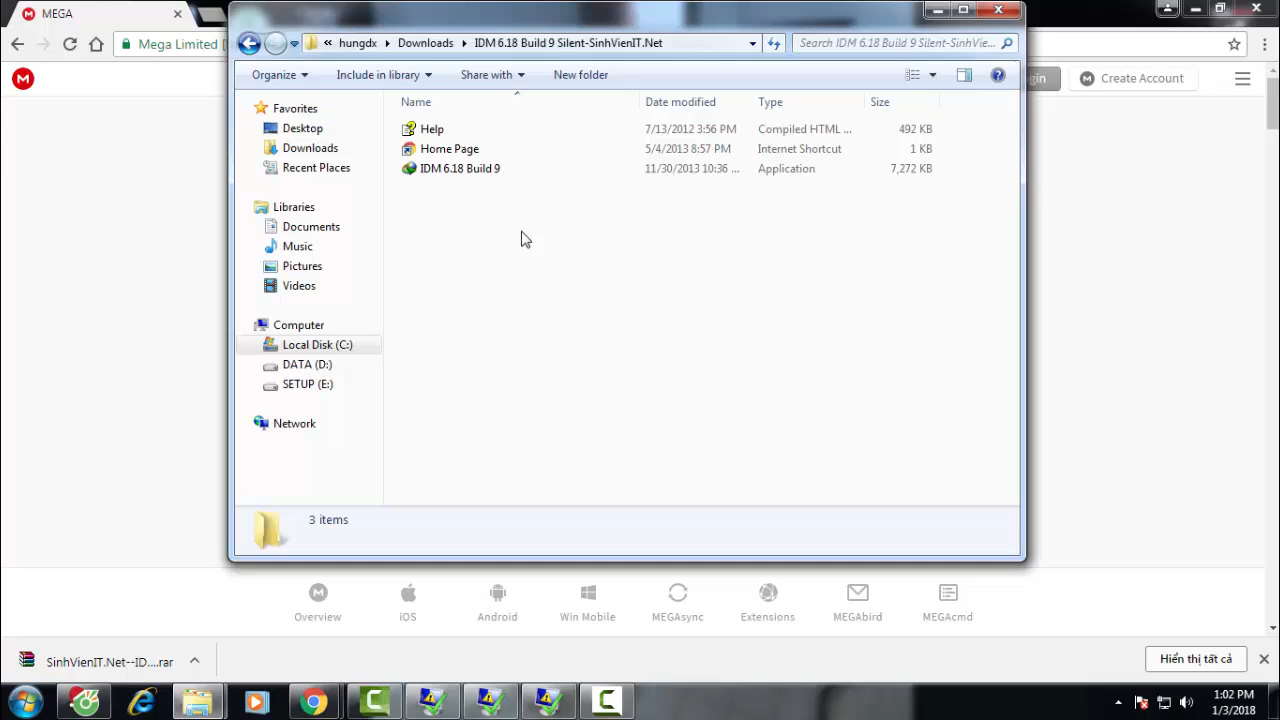 MEGA
Mega Limited [
« hungdx ▸ Downloads ▸ IDM 6.18 Build 9 Silent-SinhVienIT.Net
Search IDM 6.18 Build 9 Silent-SinhVie...
Organize
Include in library
Share with
New folder
gin
Create Account
Favorites
Desktop
Downloads
Recent Places
Libraries
Documents
Music
Pictures
Videos
Computer
Local Disk (C:)
DATA (D:)
SETUP (E:)
Network
Name Date modified Type Size
Help 7/13/2012 3:56 PM Compiled HTML ... 492 KB
Home Page 5/4/2013 8:57 PM Internet Shortcut 1 KB
IDM 6.18 Build 9 11/30/2013 10:36 ... Application 7,272 KB
3 items
Overview
iOS
Android
Win Mobile
MEGAsync
Extensions
MEGAbird
MEGAcmd
SinhVienIT.Net--ID....rar
Hiển thị tất cả
1:02 PM
1/3/2018